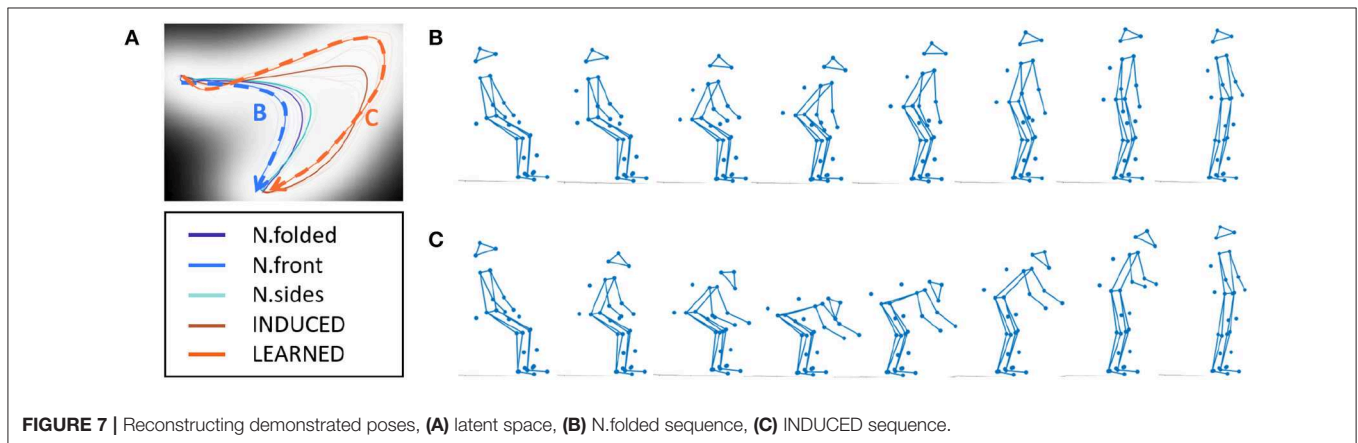 A
B
B
C
N.folded
N.front
N.sides
INDUCED
LEARNED
C
FIGURE 7 | Reconstructing demonstrated poses, (A) latent space, (B) N.folded sequence, (C) INDUCED sequence.